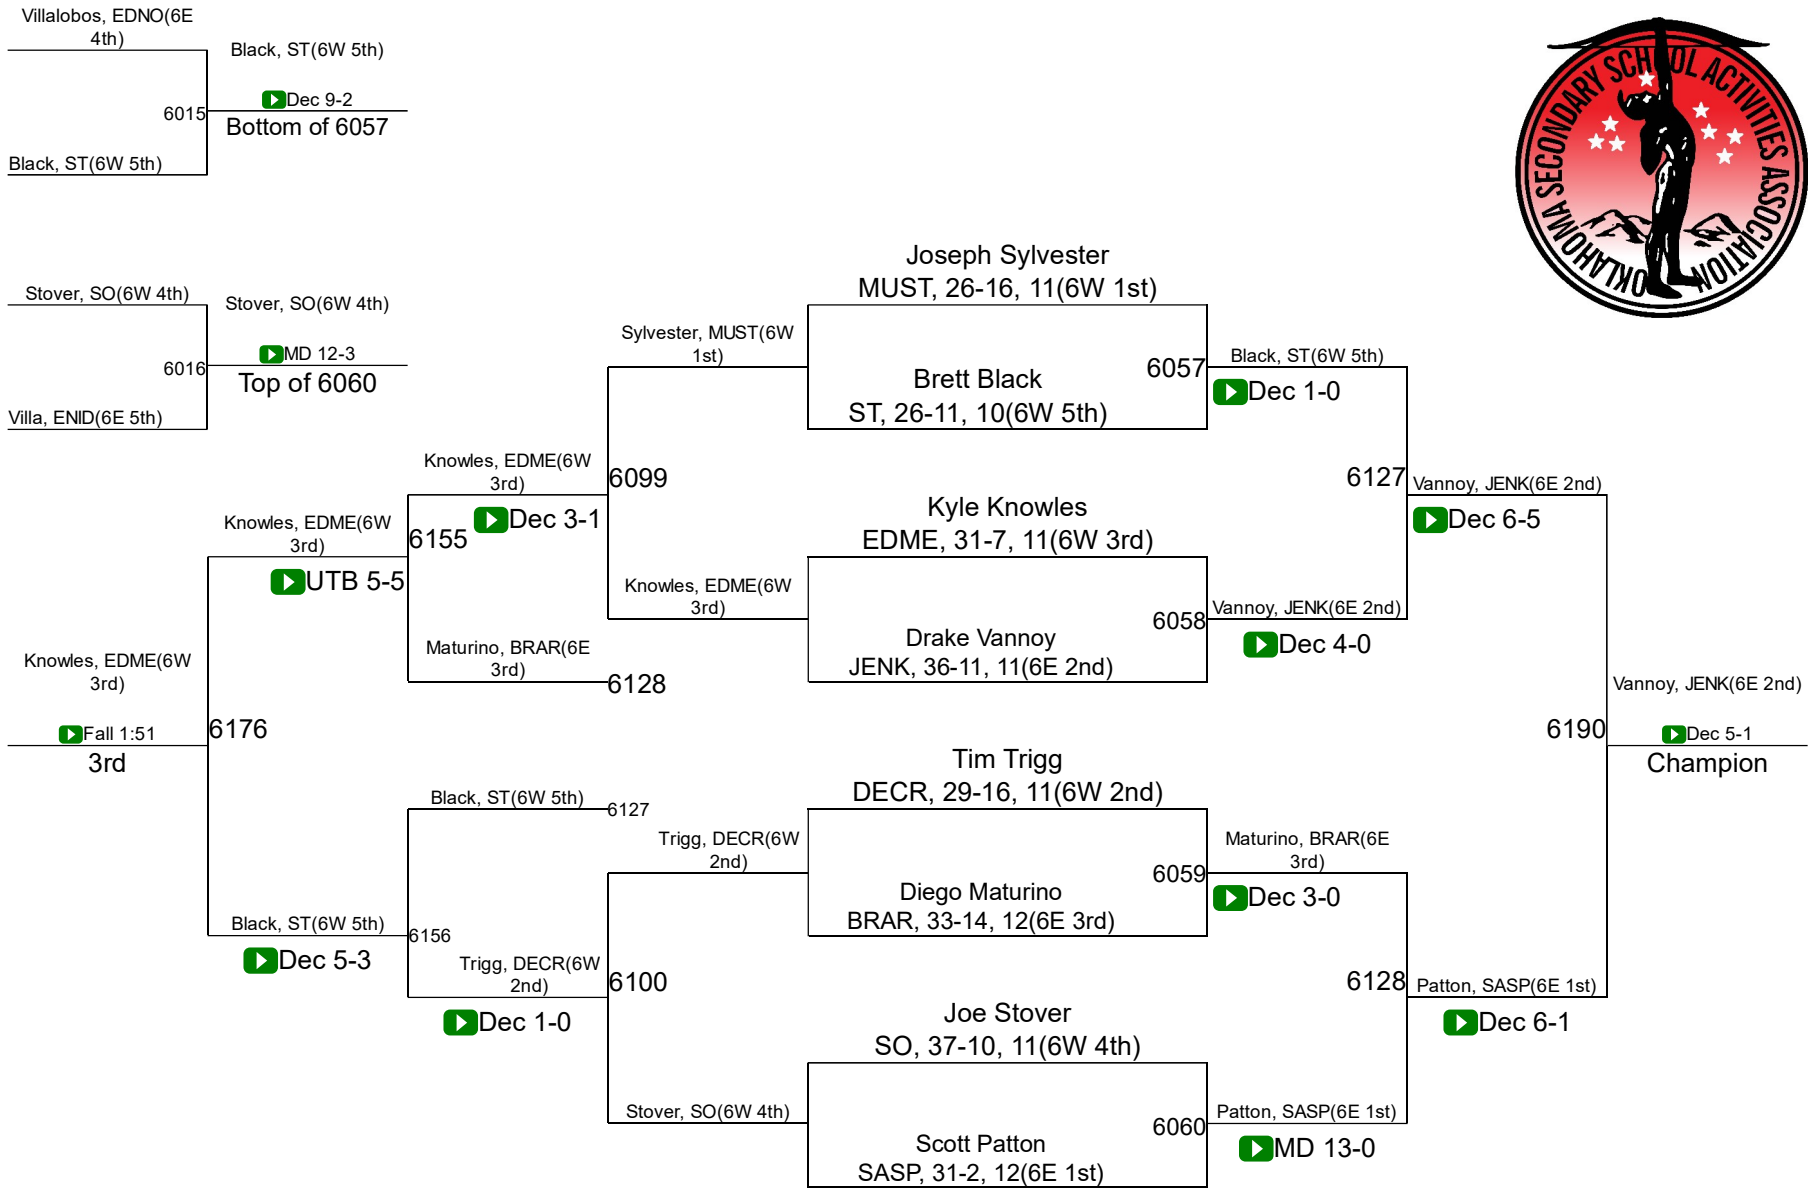 Villalobos, EDNO(6E
4th)
Black, ST(6W 5th)
Dec 9-2
6015
Bottom of 6057
Black, ST(6W 5th)
OKLAHOMA SECONDARY SCHOOL ACTIVITIES ASSOCIATION
Stover, SO(6W 4th)
Stover, SO(6W 4th)
MD 12-3
6016
Top of 6060
Villa, ENID(6E 5th)
Joseph Sylvester
MUST, 26-16, 11(6W 1st)
Sylvester, MUST(6W
1st)
6057
Black, ST(6W 5th)
Brett Black
ST, 26-11, 10(6W 5th)
Dec 1-0
Knowles, EDME(6W
3rd)
6099
Dec 3-1
6127
Vannoy, JENK(6E 2nd)
Dec 6-5
Kyle Knowles
EDME, 31-7, 11(6W 3rd)
Knowles, EDME(6W
3rd)
6155
UTB 5-5
Knowles, EDME(6W
3rd)
6058
Vannoy, JENK(6E 2nd)
Drake Vannoy
JENK, 36-11, 11(6E 2nd)
Dec 4-0
Maturino, BRAR(6E
3rd)
6128
Knowles, EDME(6W
3rd)
Fall 1:51
3rd
6176
Vannoy, JENK(6E 2nd)
6190
Dec 5-1
Champion
Tim Trigg
DECR, 29-16, 11(6W 2nd)
Black, ST(6W 5th)
6127
Trigg, DECR(6W
2nd)
6059
Maturino, BRAR(6E
3rd)
Diego Maturino
BRAR, 33-14, 12(6E 3rd)
Dec 3-0
Black, ST(6W 5th)
6156
Dec 5-3
Trigg, DECR(6W
2nd)
6100
Dec 1-0
6128
Patton, SASP(6E 1st)
Dec 6-1
Joe Stover
SO, 37-10, 11(6W 4th)
Stover, SO(6W 4th)
6060
Patton, SASP(6E 1st)
Scott Patton
SASP, 31-2, 12(6E 1st)
MD 13-0